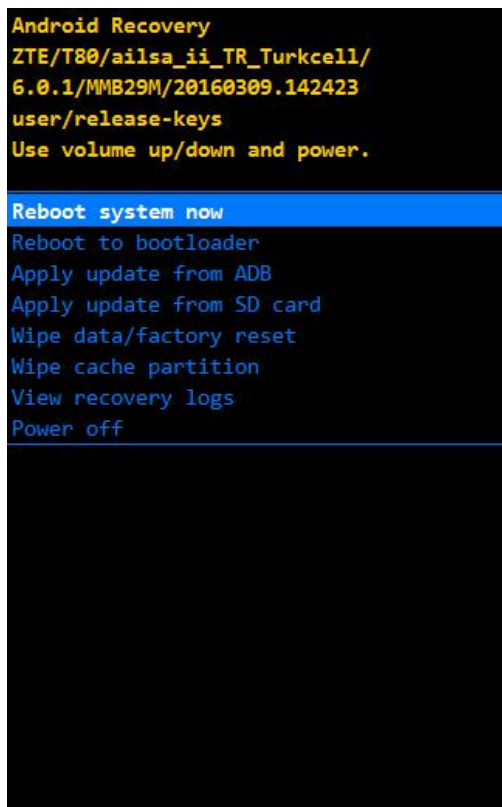 Android Recovery
ZTE/T80/ailsa_ii_TR_Turkcell/
6.0.1/MMB29M/20160309.142423
user/release-keys
Use volume up/down and power.
Reboot system now
Reboot to bootloader
Apply update from ADB
Apply update from SD card
Wipe data/factory reset
Wipe cache partition
View recovery logs
Power off